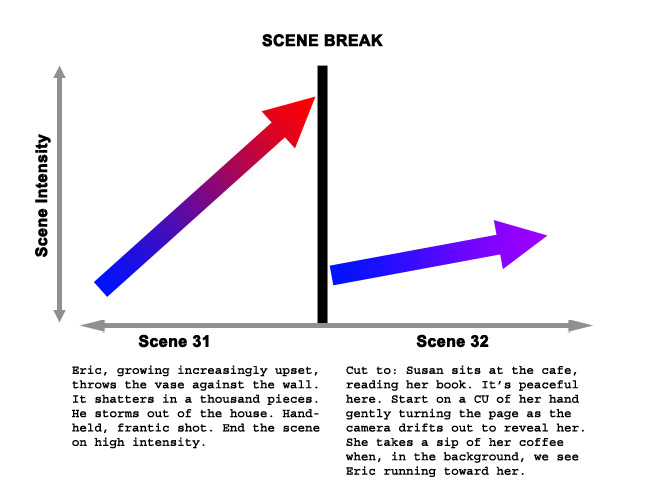 SCENE BREAK
Scene Intensity
Scene 31
Scene 32
Eric, growing increasingly upset,
throws the vase against the wall.
It shatters in a thousand pieces.
He storms out of the house. Hand-
held, frantic shot. End the scene
on high intensity.
Cut to: Susan sits at the cafe,
reading her book. It’s peaceful
here. Start on a CU of her hand
gently turning the page as the
camera drifts out to reveal her.
She takes a sip of her coffee
when, in the background, we see
Eric running toward her.